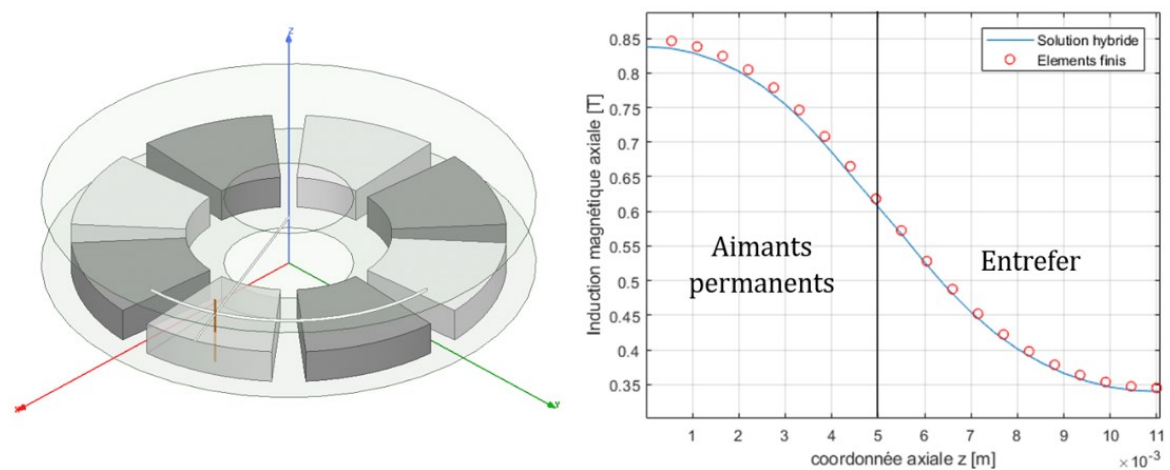 z
x
y
Induction magnétique axiale [T]
0.85
0.8
0.75
0.7
0.65
0.6
0.55
0.5
0.45
0.4
0.35
Solution hybride
Elements finis
Aimants
permanents
Entrefer
1 2 3 4 5 6 7 8 9 10 11
coordonnée axiale z [m]
×10⁻³